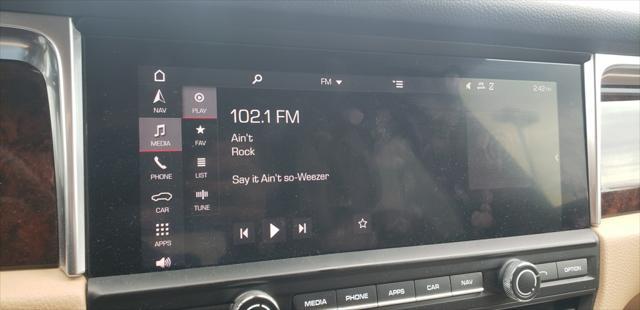 FM
2:42
NAV
PLAY
102.1 FM
MEDIA
FAV
Ain't
Rock
PHONE
LIST
Say it Ain't so-Weezer
CAR
TUNE
APPS
MEDIA PHONE APPS CAR NAV OPTION